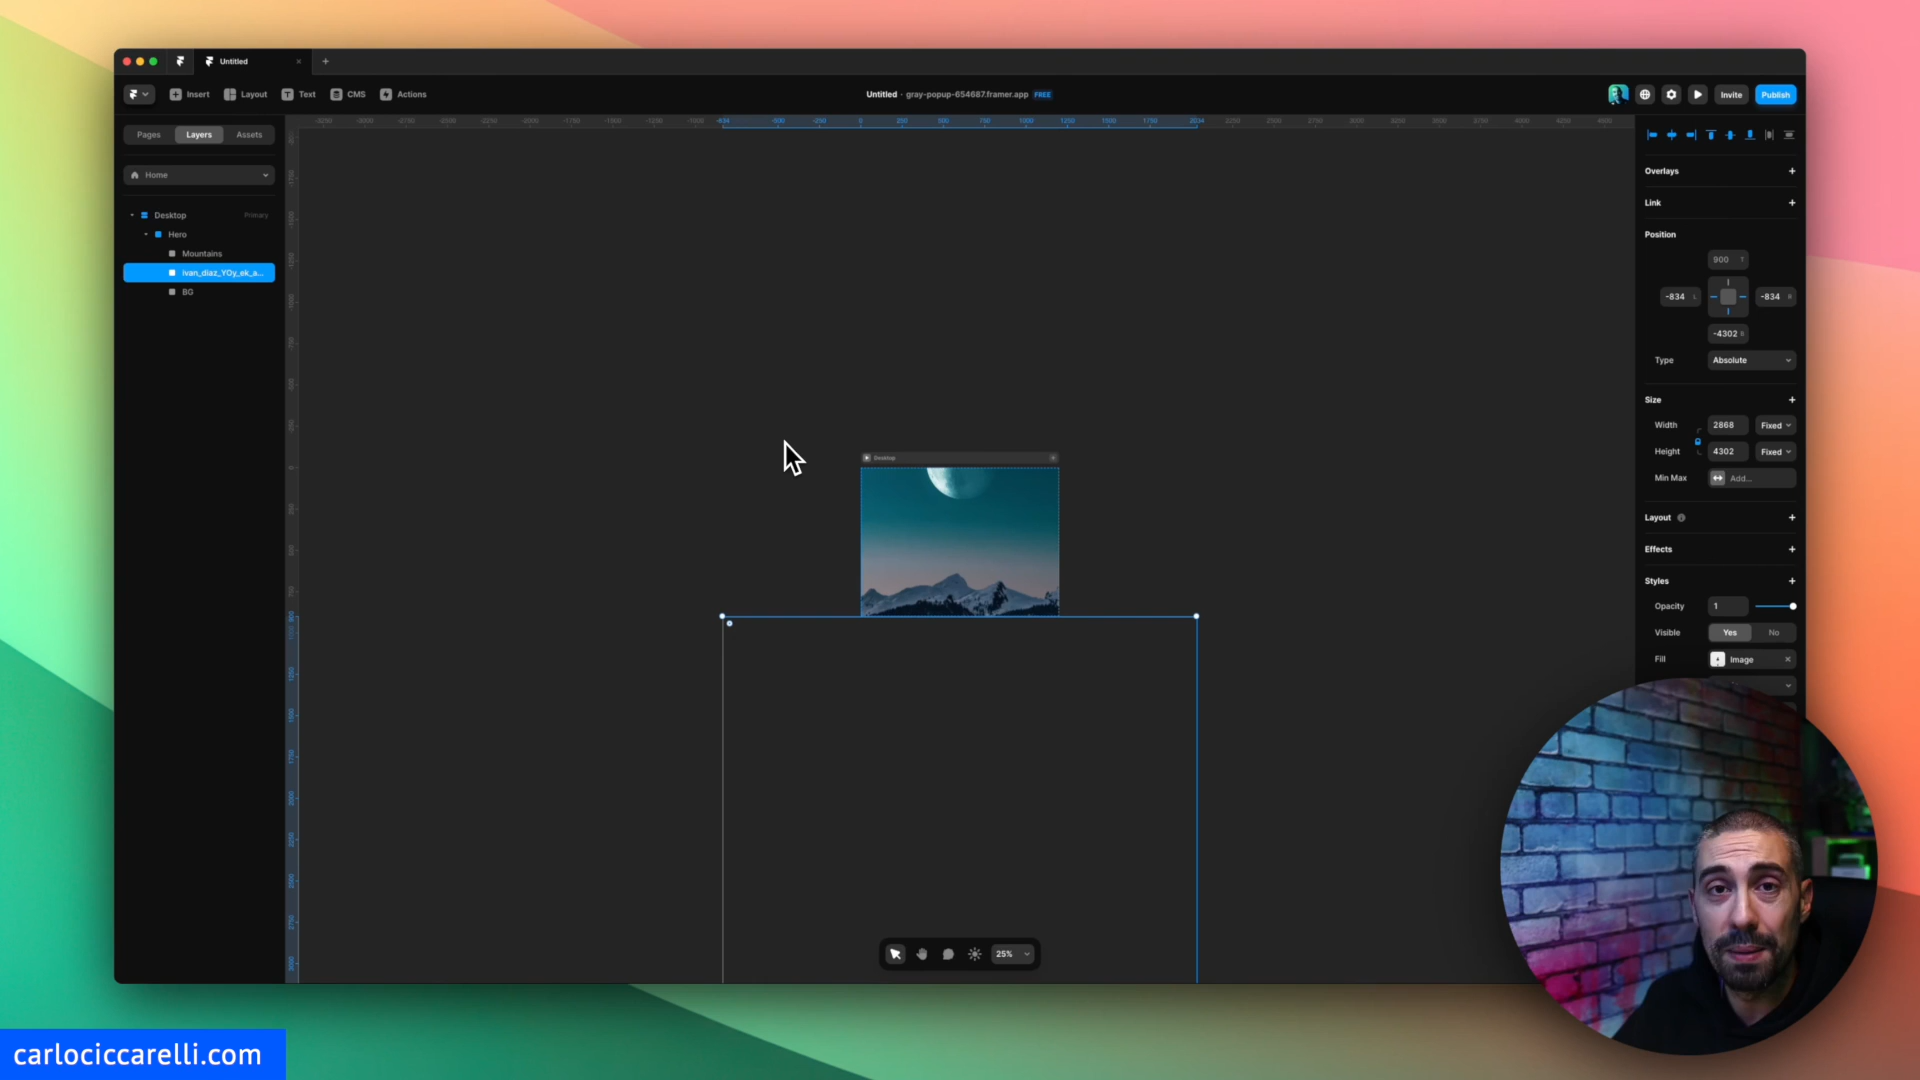 Untitled
Insert
Layout
Text
CMS
Actions
Untitled · gray-popup-654687.framer.app FREE
Invite
Publish
Pages
Layers
Assets
Home
Desktop
Primary
Hero
Mountains
ivan_diaz_YOy_ek_a...
BG
Desktop
25%
Overlays
Link
Position
900 T
-834 L
-834 R
-4302 B
Type
Absolute
Size
Width
2868
Fixed
Height
4302
Fixed
Min Max
Add...
Layout
Effects
Styles
Opacity
1
Visible
Yes
No
Fill
Image
carlociccarelli.com